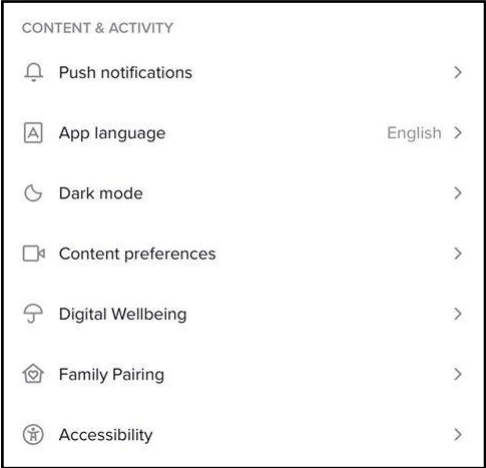 CONTENT & ACTIVITY
Push notifications
App language English
Dark mode
Content preferences
Digital Wellbeing
Family Pairing
Accessibility